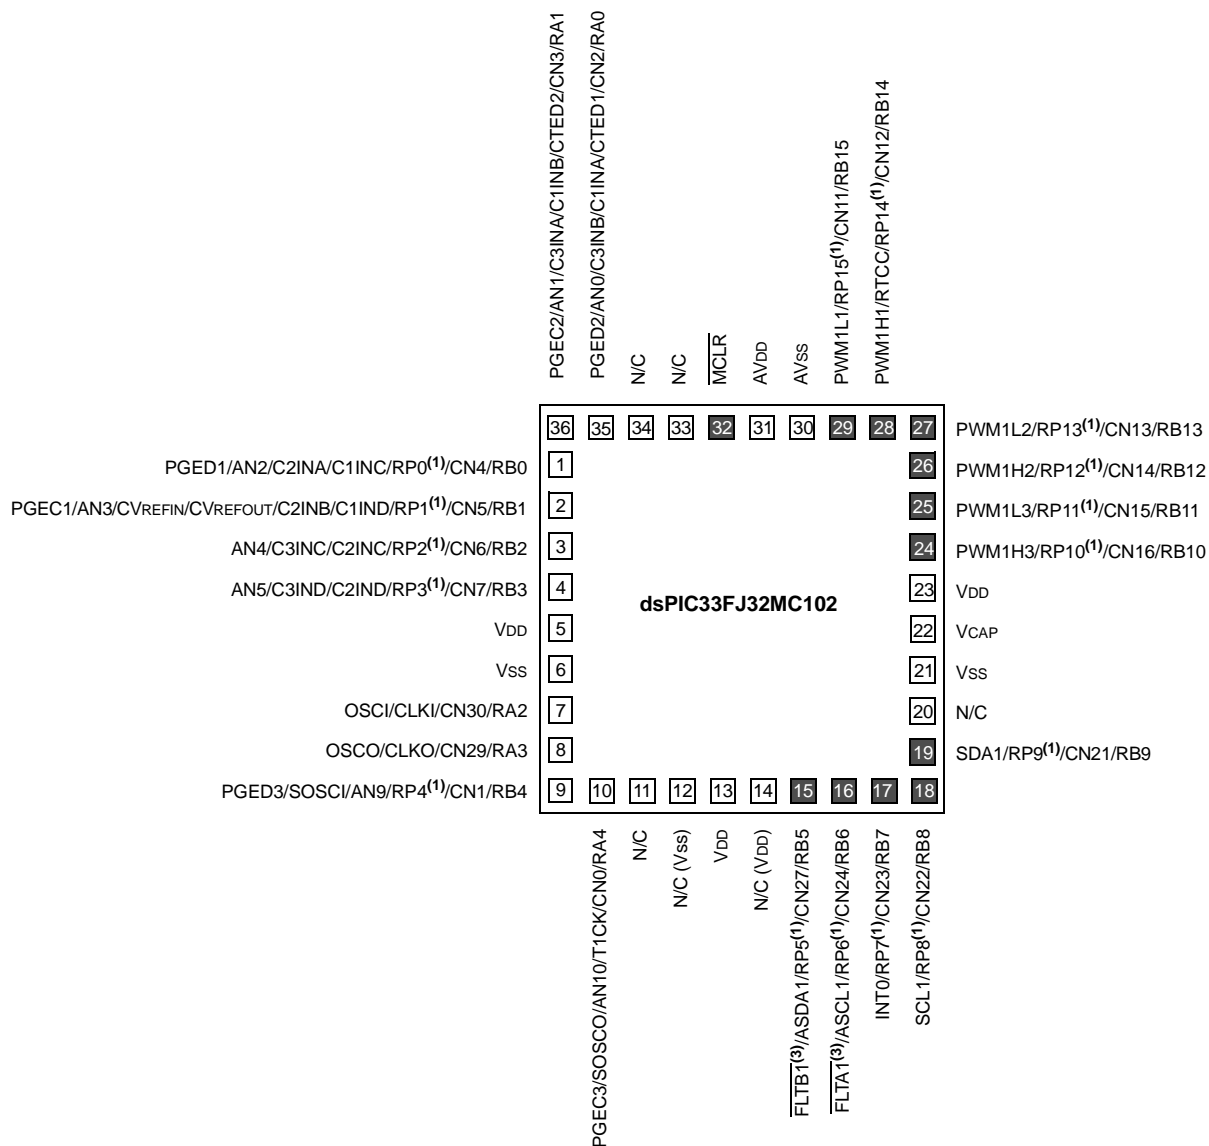 PGEC2/AN1/C3INA/C1INB/CTED2/CN3/RA1
PGED2/AN0/C3INB/C1INA/CTED1/CN2/RA0
N/C
N/C
MCLR
AVDD
AVSS
PWM1L1/RP15(1)/CN11/RB15
PWM1H1/RTCC/RP14(1)/CN12/RB14
36 35 34 33 32 31 30 29 28 27 PWM1L2/RP13(1)/CN13/RB13
PGED1/AN2/C2INA/C1INC/RP0(1)/CN4/RB0 1 26 PWM1H2/RP12(1)/CN14/RB12
PGEC1/AN3/CVREFIN/CVREFOUT/C2INB/C1IND/RP1(1)/CN5/RB1 2 25 PWM1L3/RP11(1)/CN15/RB11
AN4/C3INC/C2INC/RP2(1)/CN6/RB2 3 24 PWM1H3/RP10(1)/CN16/RB10
AN5/C3IND/C2IND/RP3(1)/CN7/RB3 4 dsPIC33FJ32MC102 23 VDD
VDD 5 22 VCAP
VSS 6 21 VSS
OSCI/CLKI/CN30/RA2 7 20 N/C
OSCO/CLKO/CN29/RA3 8 19 SDA1/RP9(1)/CN21/RB9
PGED3/SOSCI/AN9/RP4(1)/CN1/RB4 9 10 11 12 13 14 15 16 17 18
PGEC3/SOSCO/AN10/T1CK/CN0/RA4
N/C
N/C (Vss)
VDD
N/C (VDD)
FLTB1(3)/ASDA1/RP5(1)/CN27/RB5
FLTA1(3)/ASCL1/RP6(1)/CN24/RB6
INT0/RP7(1)/CN23/RB7
SCL1/RP8(1)/CN22/RB8